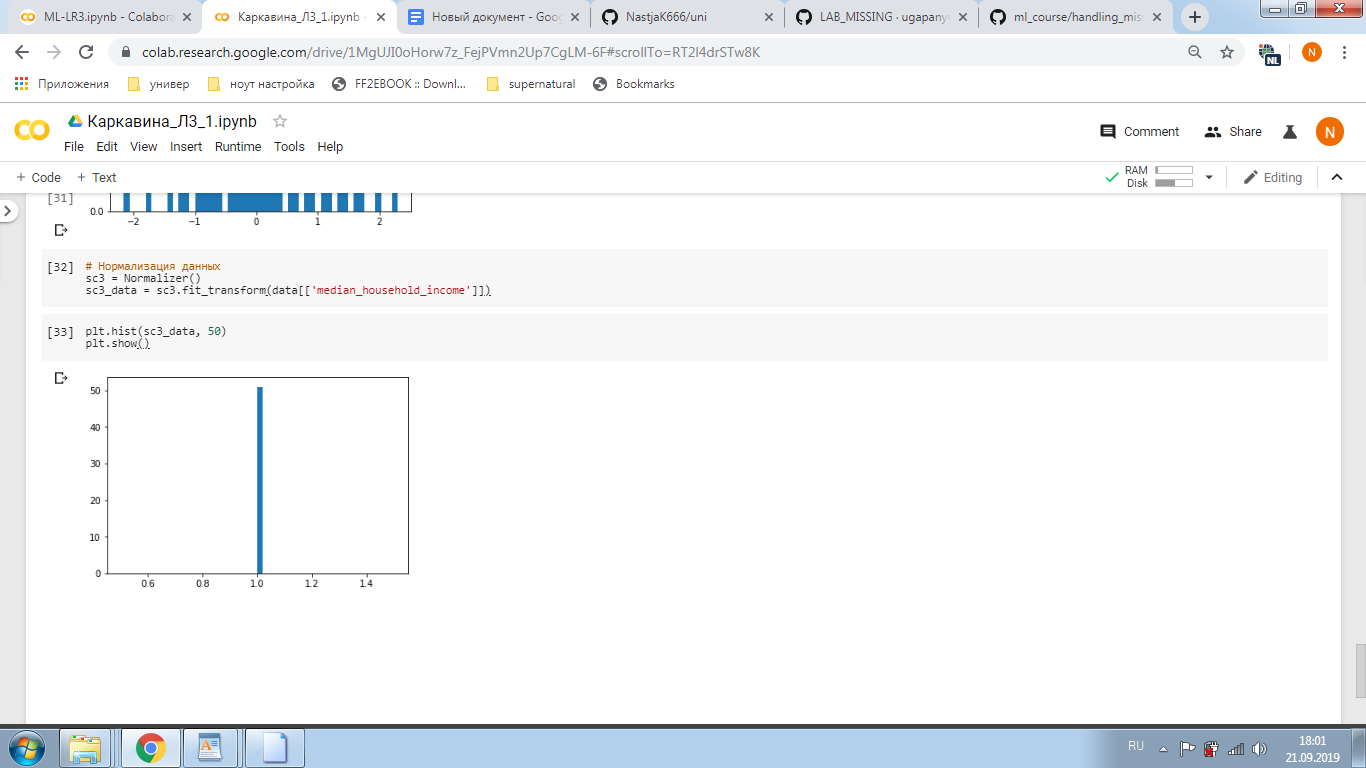 ML-LR3.ipynb - Colabora
Каркавина_Л3_1.ipynb -
Новый документ - Goog
NastjaK666/uni
LAB_MISSING · ugapanyu
ml_course/handling_miss
colab.research.google.com/drive/1MgUJI0oHorw7z_FejPVmn2Up7CgLM-6F#scrollTo=RT2I4drSTw8K
NL
N
Приложения
универ
ноут настройка
FF2EBOOK :: Downl...
supernatural
Bookmarks
Каркавина_Л3_1.ipynb
File Edit View Insert Runtime Tools Help
Comment
Share
N
+ Code + Text
RAM
Disk
Editing
[31]
0.0
−2 −1 0 1 2
[32]
# Нормализация данных
sc3 = Normalizer()
sc3_data = sc3.fit_transform(data[['median_household_income']])
[33]
plt.hist(sc3_data, 50)
plt.show()
50
40
30
20
10
0
0.6 0.8 1.0 1.2 1.4
RU
18:01
21.09.2019